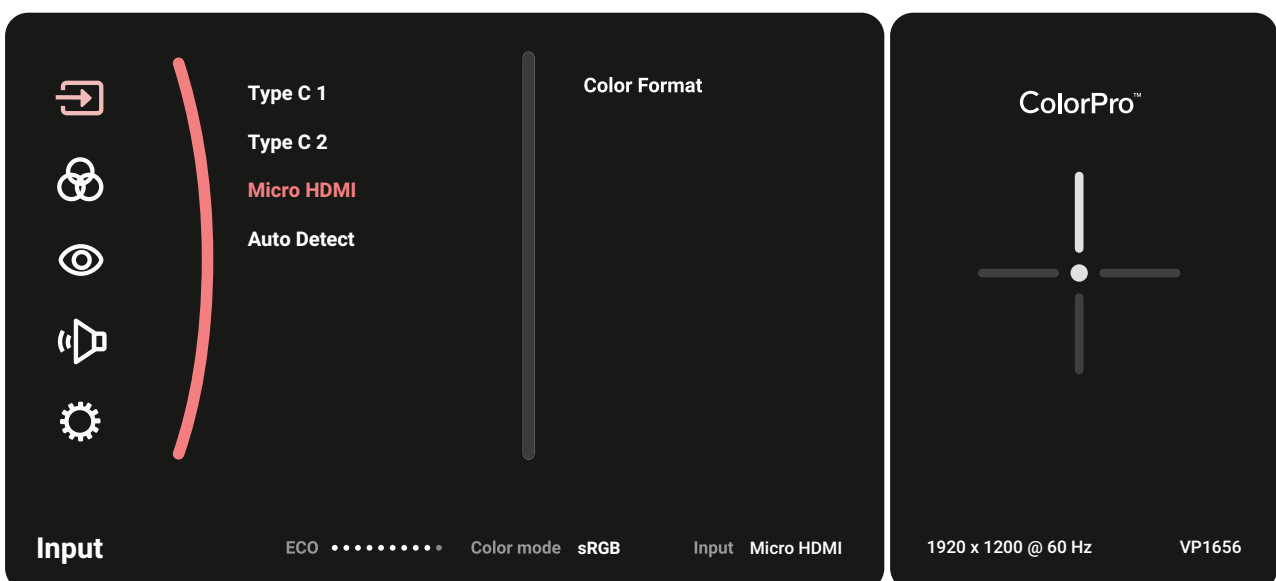 Type C 1
Type C 2
Micro HDMI
Auto Detect
Color Format
Input
ECO
Color mode sRGB
Input Micro HDMI
ColorPro™
1920 x 1200 @ 60 Hz
VP1656